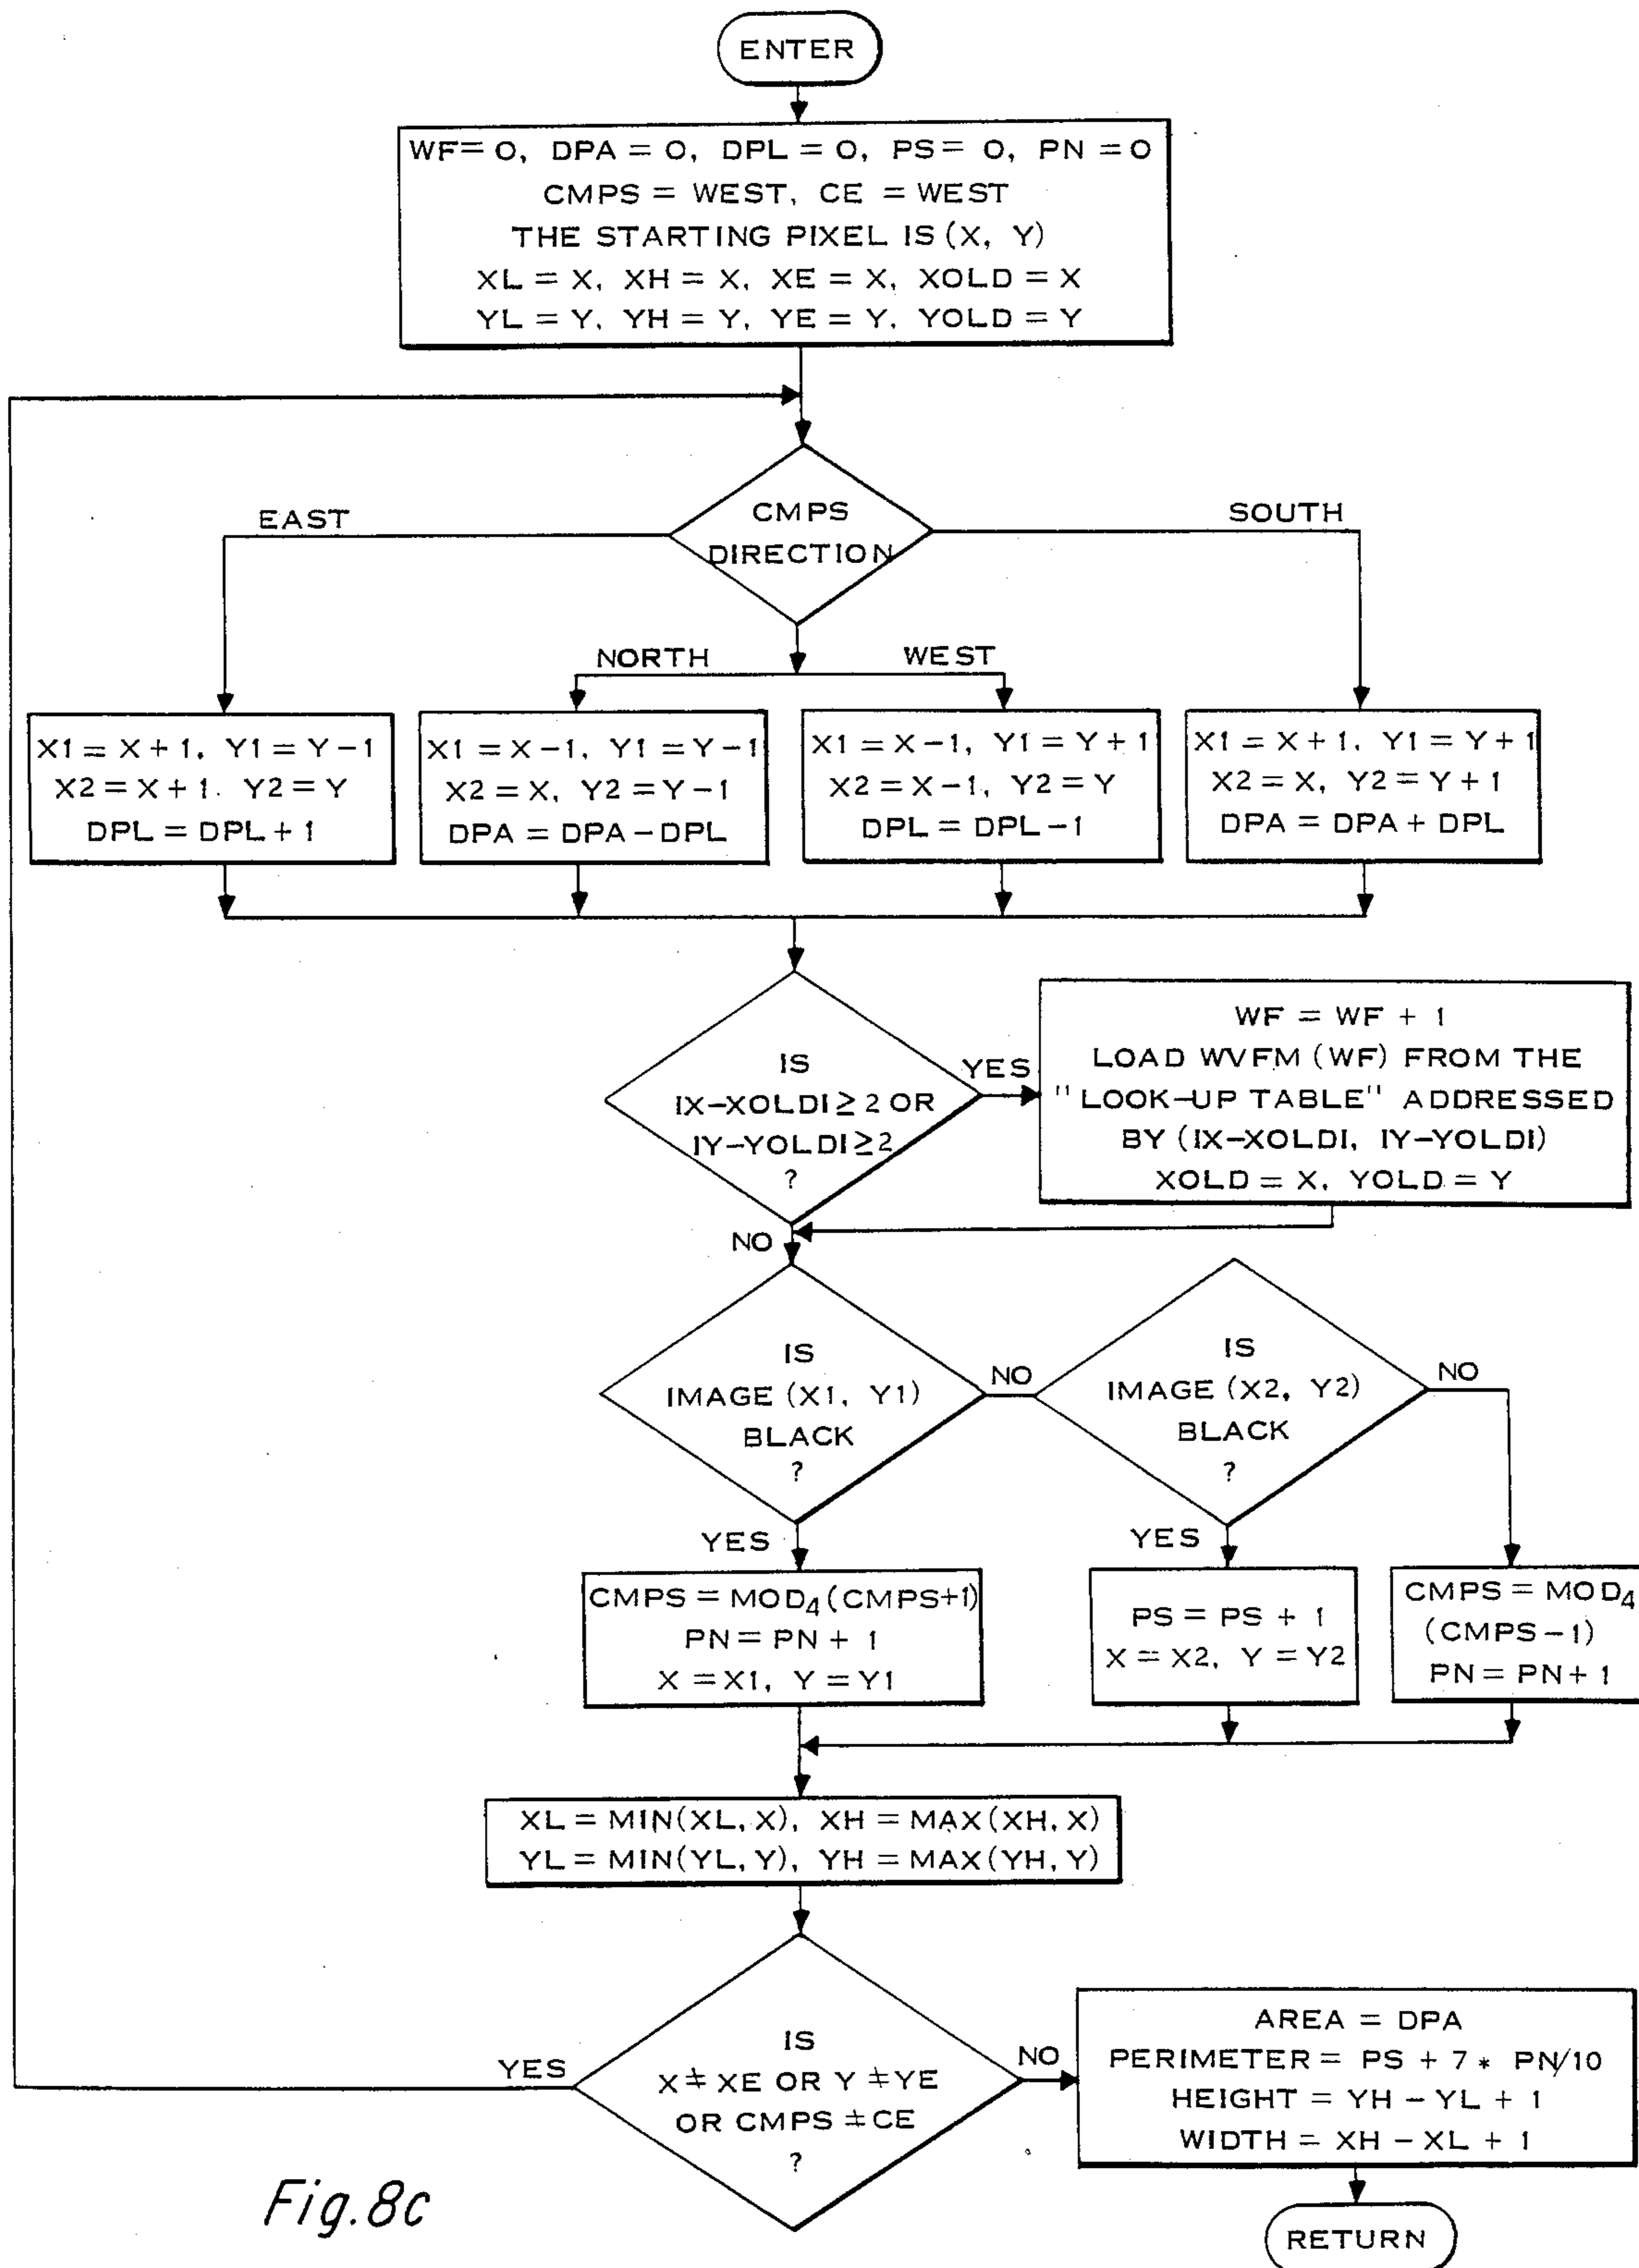 ENTER
WF= 0, DPA = 0, DPL = 0, PS= 0, PN = 0
CMPS = WEST, CE = WEST
THE STARTING PIXEL IS (X, Y)
XL = X, XH = X, XE = X, XOLD = X
YL = Y, YH = Y, YE = Y, YOLD = Y
CMPS
DIRECTION
EAST
SOUTH
NORTH
WEST
X1 = X + 1, Y1 = Y - 1
X2 = X + 1. Y2 = Y
DPL = DPL + 1
X1 = X - 1, Y1 = Y - 1
X2 = X, Y2 = Y - 1
DPA = DPA - DPL
X1 = X - 1, Y1 = Y + 1
X2 = X - 1, Y2 = Y
DPL = DPL - 1
X1 = X + 1, Y1 = Y + 1
X2 = X, Y2 = Y + 1
DPA = DPA + DPL
IS
IX-XOLDI ≥ 2 OR
IY-YOLDI ≥ 2
?
YES
NO
WF = WF + 1
LOAD WVFM (WF) FROM THE
"LOOK-UP TABLE" ADDRESSED
BY (IX-XOLDI, IY-YOLDI)
XOLD = X, YOLD = Y
IS
IMAGE (X1, Y1)
BLACK
?
NO
YES
IS
IMAGE (X2, Y2)
BLACK
?
NO
YES
CMPS = MOD₄ (CMPS+1)
PN = PN + 1
X = X1, Y = Y1
PS = PS + 1
X = X2, Y = Y2
CMPS = MOD₄
(CMPS - 1)
PN = PN + 1
XL = MIN(XL, X), XH = MAX(XH, X)
YL = MIN(YL, Y), YH = MAX(YH, Y)
IS
X ≠ XE OR Y ≠ YE
OR CMPS ≠ CE
?
YES
NO
AREA = DPA
PERIMETER = PS + 7 * PN/10
HEIGHT = YH - YL + 1
WIDTH = XH - XL + 1
RETURN
Fig. 8c